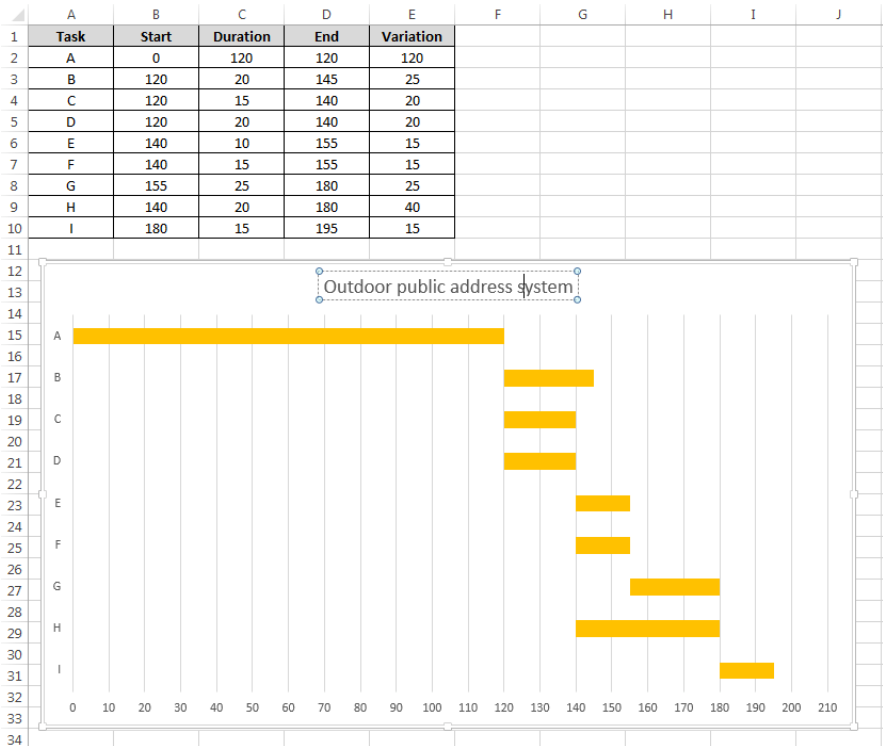 A B C D E F G H I J
1 Task Start Duration End Variation
2 A 0 120 120 120
3 B 120 20 145 25
4 C 120 15 140 20
5 D 120 20 140 20
6 E 140 10 155 15
7 F 140 15 155 15
8 G 155 25 180 25
9 H 140 20 180 40
10 I 180 15 195 15
11
12
Outdoor public address system
13
14
15 A
16
17 B
18
19 C
20
21 D
22
23 E
24
25 F
26
27 G
28
29 H
30
31 I
32
0 10 20 30 40 50 60 70 80 90 100 110 120 130 140 150 160 170 180 190 200 210
33
34